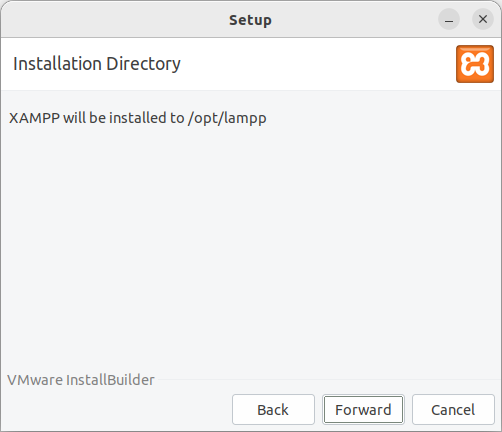 Setup
Installation Directory
XAMPP will be installed to /opt/lampp
VMware InstallBuilder
Back
Forward
Cancel